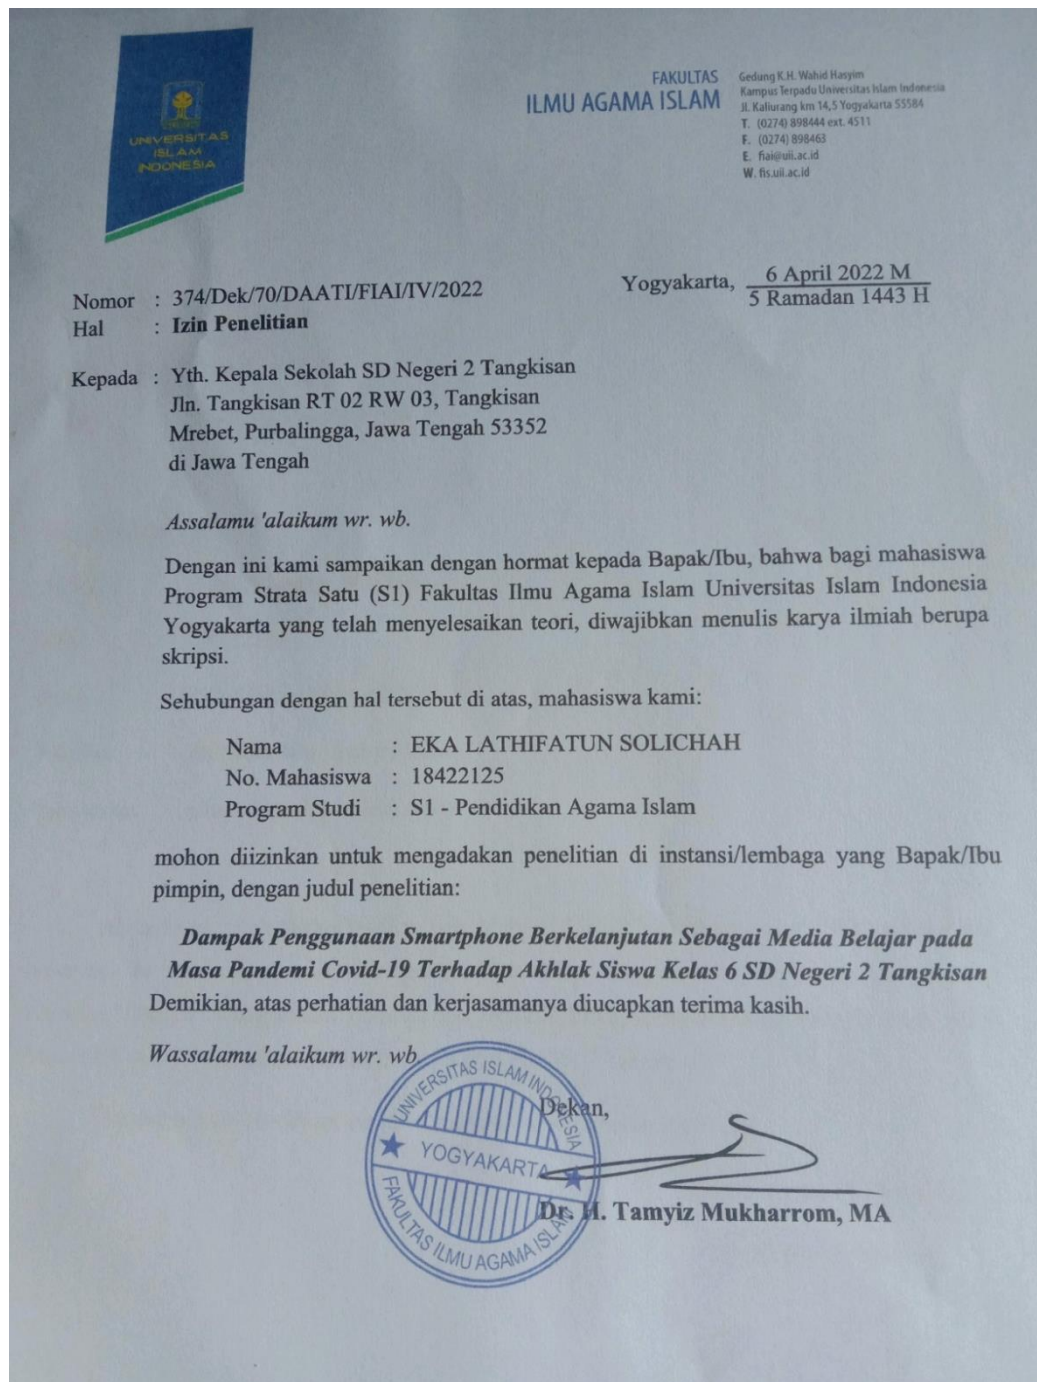 UNIVERSITAS
ISLAM
INDONESIA
FAKULTAS
ILMU AGAMA ISLAM
Gedung K.H. Wahid Hasyim
Kampus Terpadu Universitas Islam Indonesia
Jl. Kaliurang km 14,5 Yogyakarta 55584
T. (0274) 898444 ext. 4511
F. (0274) 898463
E. fiai@uii.ac.id
W. fis.uii.ac.id
Yogyakarta, 6 April 2022 M
5 Ramadan 1443 H
Nomor : 374/Dek/70/DAATI/FIAI/IV/2022
Hal : Izin Penelitian
Kepada : Yth. Kepala Sekolah SD Negeri 2 Tangkisan
Jln. Tangkisan RT 02 RW 03, Tangkisan
Mrebet, Purbalingga, Jawa Tengah 53352
di Jawa Tengah
Assalamu 'alaikum wr. wb.
Dengan ini kami sampaikan dengan hormat kepada Bapak/Ibu, bahwa bagi mahasiswa
Program Strata Satu (S1) Fakultas Ilmu Agama Islam Universitas Islam Indonesia
Yogyakarta yang telah menyelesaikan teori, diwajibkan menulis karya ilmiah berupa
skripsi.
Sehubungan dengan hal tersebut di atas, mahasiswa kami:
Nama : EKA LATHIFATUN SOLICHAH
No. Mahasiswa : 18422125
Program Studi : S1 - Pendidikan Agama Islam
mohon diizinkan untuk mengadakan penelitian di instansi/lembaga yang Bapak/Ibu
pimpin, dengan judul penelitian:
Dampak Penggunaan Smartphone Berkelanjutan Sebagai Media Belajar pada
Masa Pandemi Covid-19 Terhadap Akhlak Siswa Kelas 6 SD Negeri 2 Tangkisan
Demikian, atas perhatian dan kerjasamanya diucapkan terima kasih.
Wassalamu 'alaikum wr. wb
Dekan,
UNIVERSITAS ISLAM INDONESIA
YOGYAKARTA
FAKULTAS ILMU AGAMA ISLAM
Dr. H. Tamyiz Mukharrom, MA